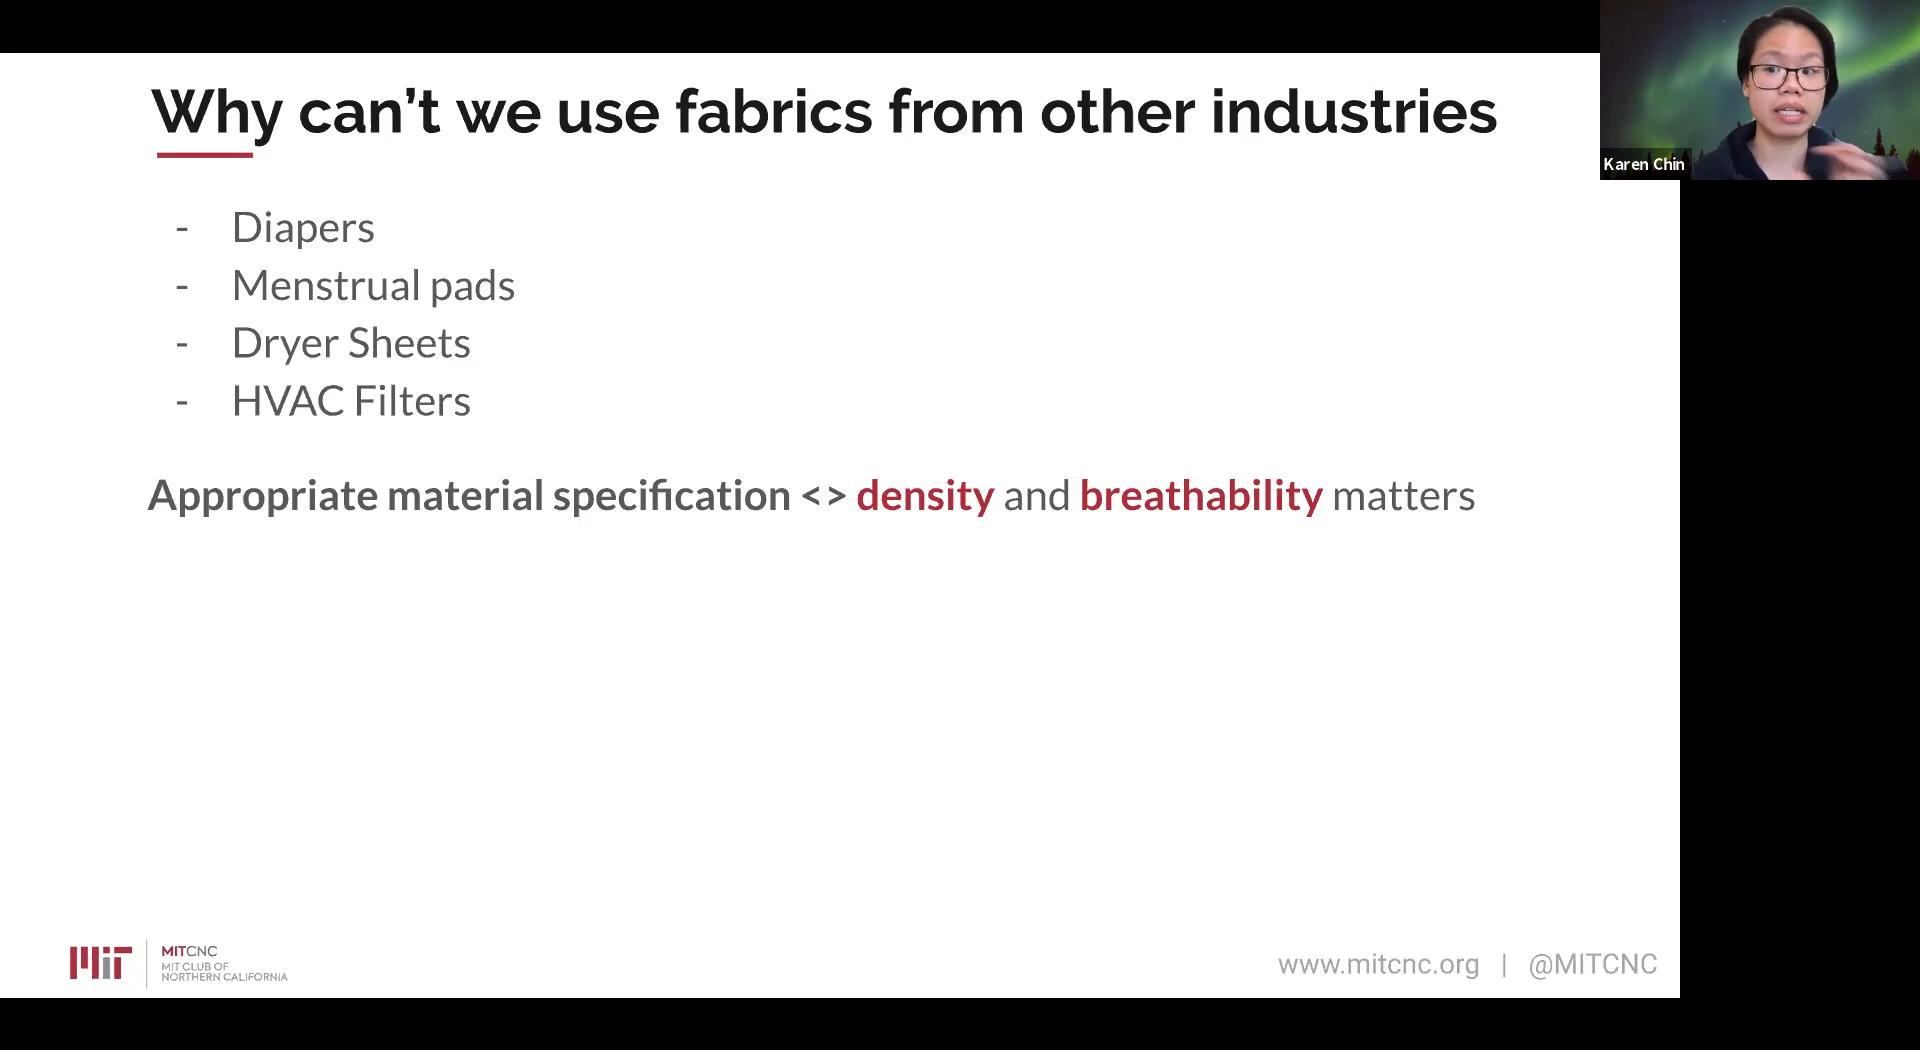 Why can’t we use fabrics from other industries
Karen Chin
- Diapers
- Menstrual pads
- Dryer Sheets
- HVAC Filters
Appropriate material specification <> density and breathability matters
MiT
MITCNC
MIT CLUB OF
NORTHERN CALIFORNIA
www.mitcnc.org | @MITCNC